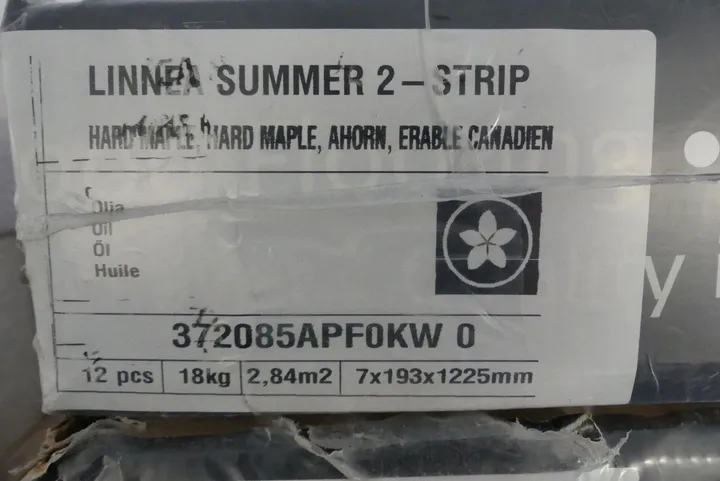 LINNEA SUMMER 2 – STRIP
HARD MAPLE, HARD MAPLE, AHORN, ERABLE CANADIEN
Olja
Oil
Öl
Huile
372085APF0KW 0
12 pcs 18kg 2,84m2 7x193x1225mm